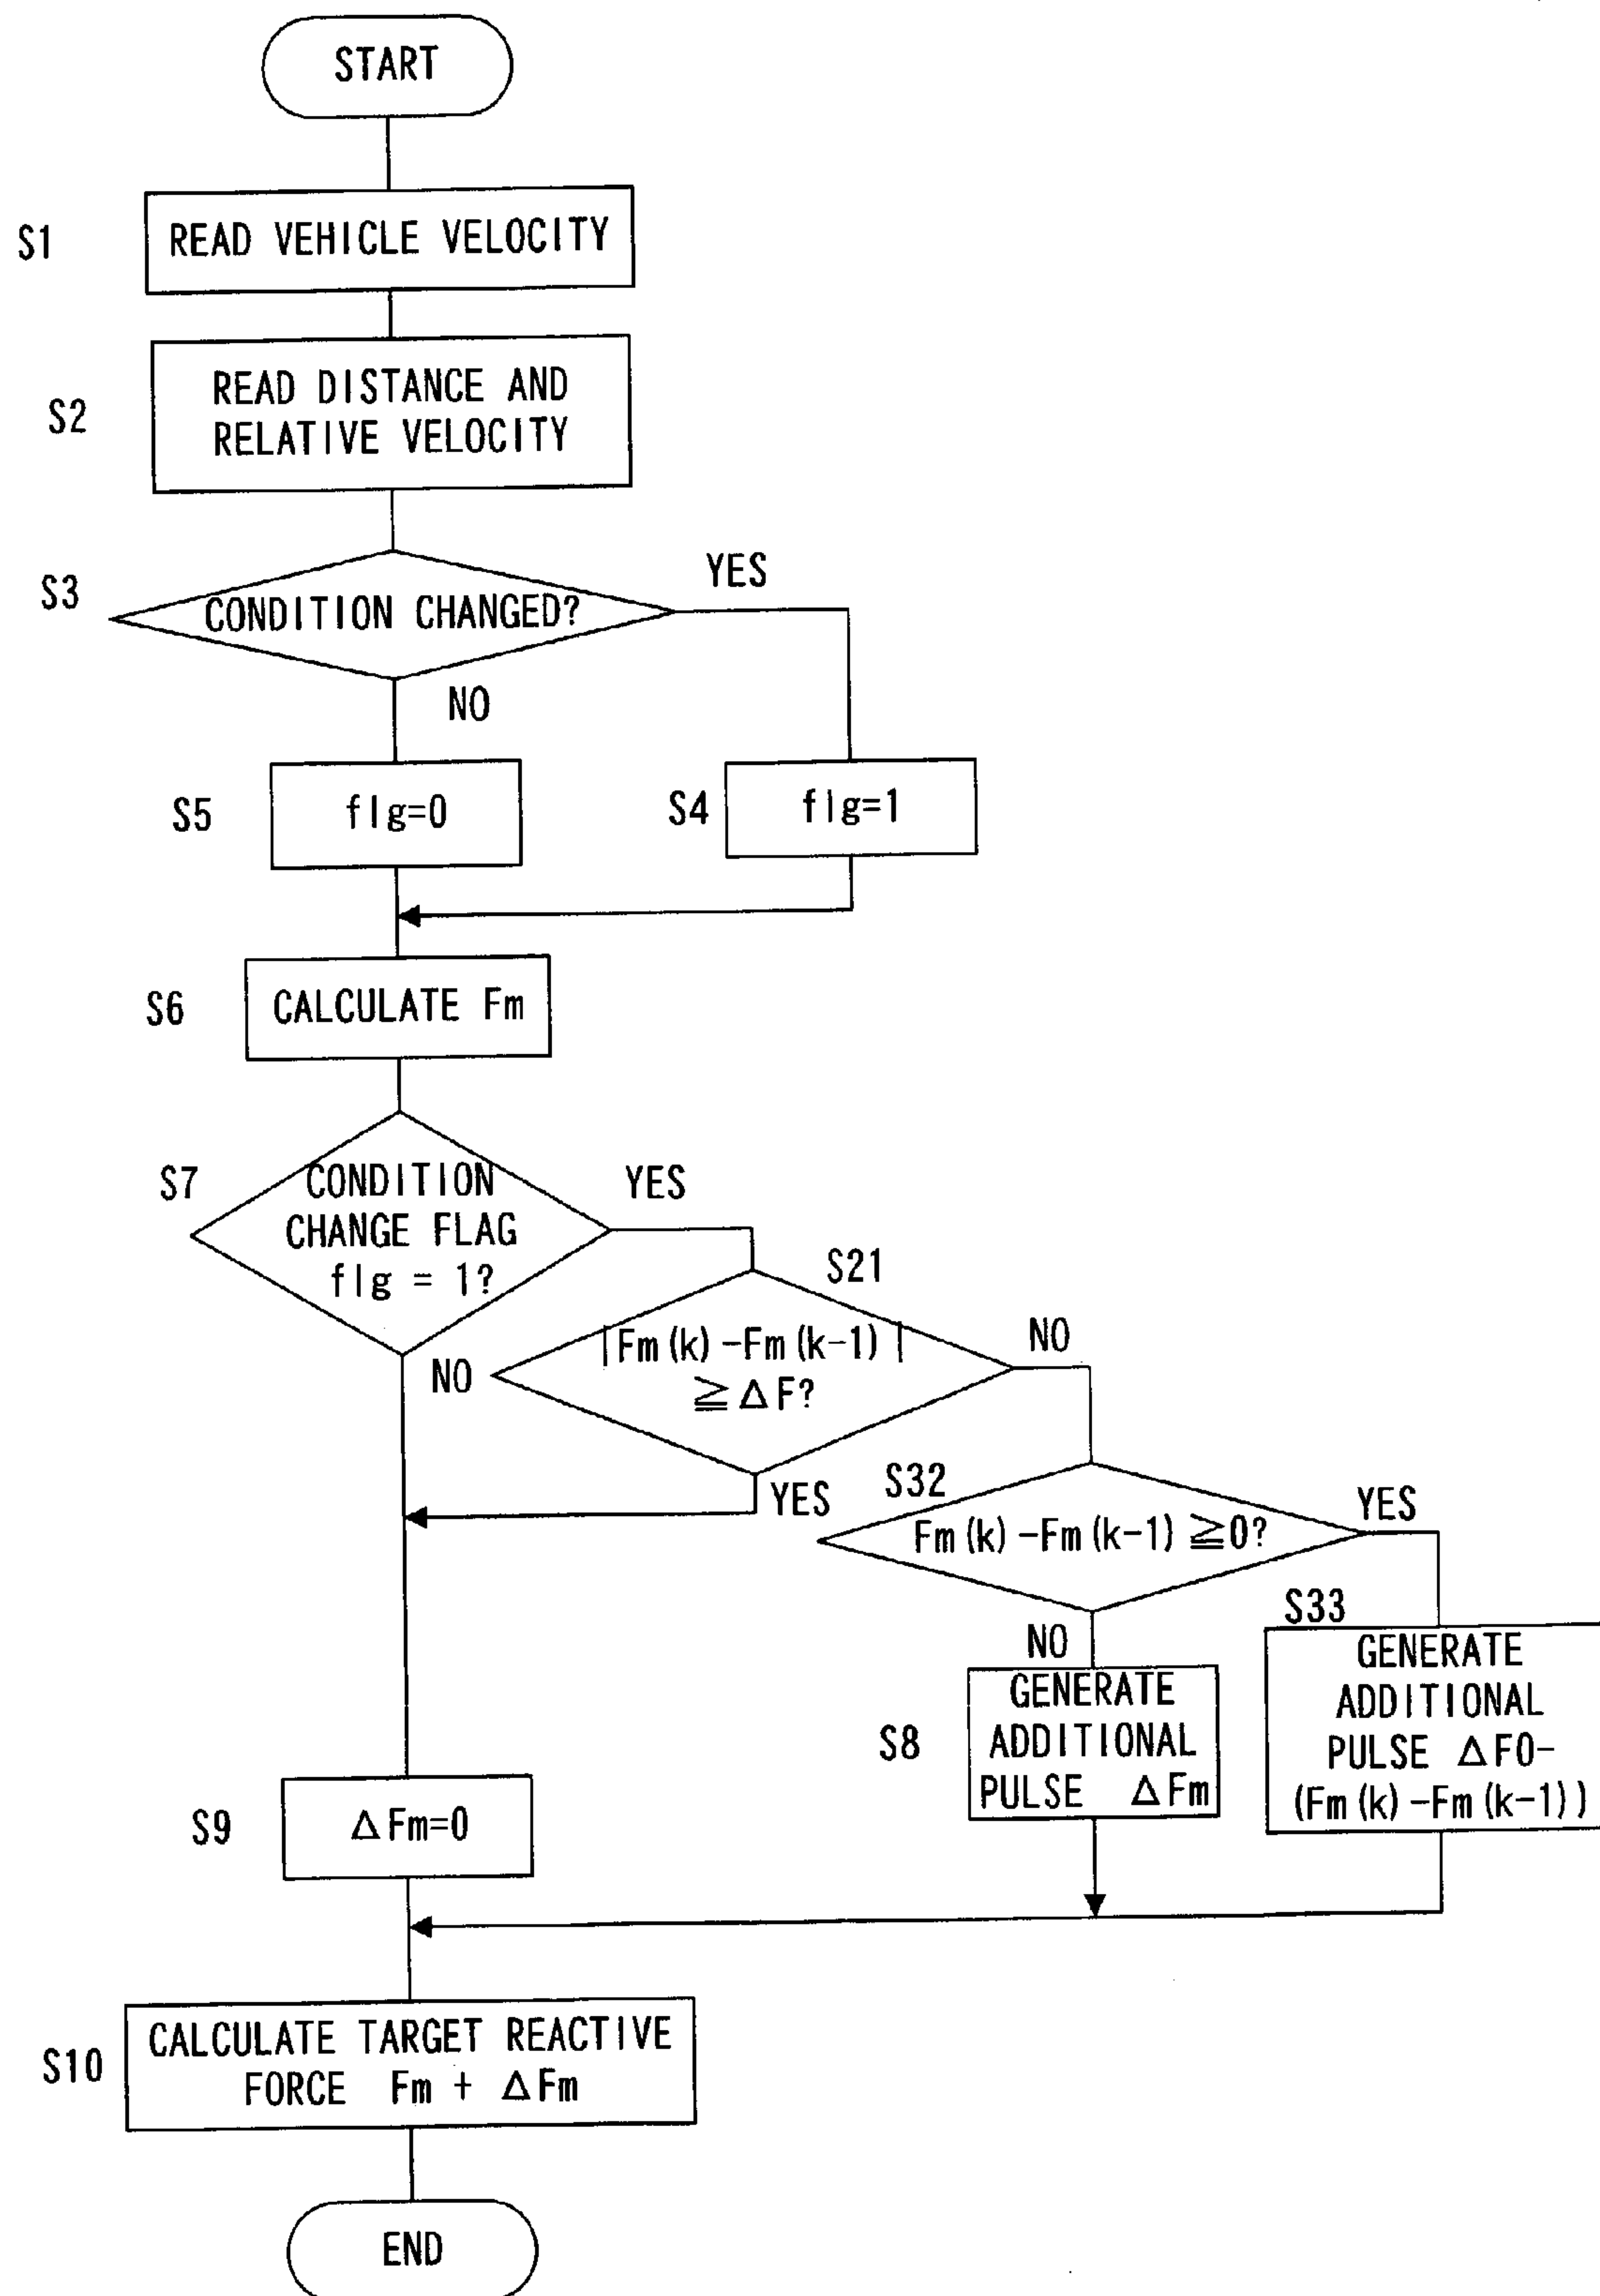 START
S1
READ VEHICLE VELOCITY
S2
READ DISTANCE AND
RELATIVE VELOCITY
S3
CONDITION CHANGED?
YES
NO
S5
flg=0
S4
flg=1
S6
CALCULATE Fm
S7
CONDITION
CHANGE FLAG
flg = 1?
YES
NO
S21
|Fm(k)-Fm(k-1)|
≧ΔF?
NO
YES
S32
Fm(k)-Fm(k-1)≧0?
YES
NO
S33
GENERATE
ADDITIONAL
PULSE ΔF0-
(Fm(k)-Fm(k-1))
S8
GENERATE
ADDITIONAL
PULSE ΔFm
S9
ΔFm=0
S10
CALCULATE TARGET REACTIVE
FORCE Fm + ΔFm
END